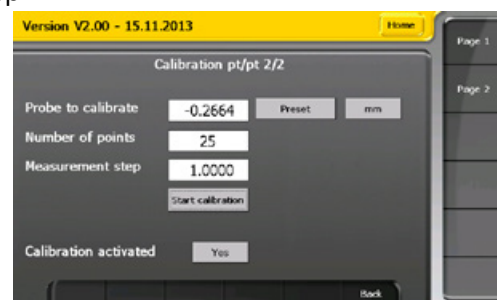 Version V2.00 - 15.11.2013 Home
Page 1
Calibration pt/pt 2/2
Page 2
Probe to calibrate -0.2664 Preset mm
Number of points 25
Measurement step 1.0000
Start calibration
Calibration activated Yes
Back